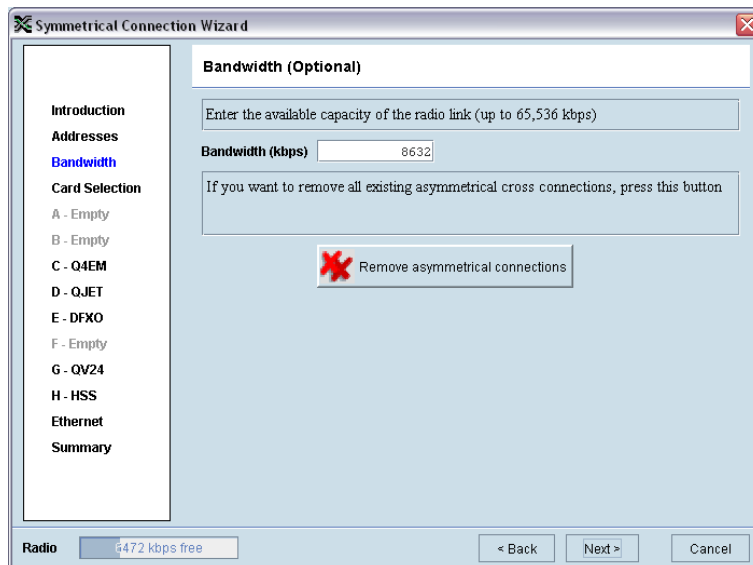 Symmetrical Connection Wizard
Introduction
Addresses
Bandwidth
Card Selection
A - Empty
B - Empty
C - Q4EM
D - QJET
E - DFXO
F - Empty
G - QV24
H - HSS
Ethernet
Summary
Bandwidth (Optional)
Enter the available capacity of the radio link (up to 65,536 kbps)
Bandwidth (kbps) 8632
If you want to remove all existing asymmetrical cross connections, press this button
Remove asymmetrical connections
Radio 6472 kbps free
< Back Next > Cancel